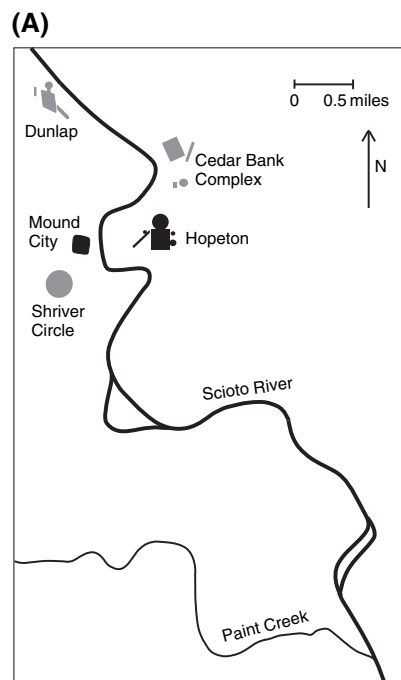 (A)
0 0.5 miles
N
Dunlap
Cedar Bank
Complex
Mound
City
Hopeton
Shriver
Circle
Scioto River
Paint Creek